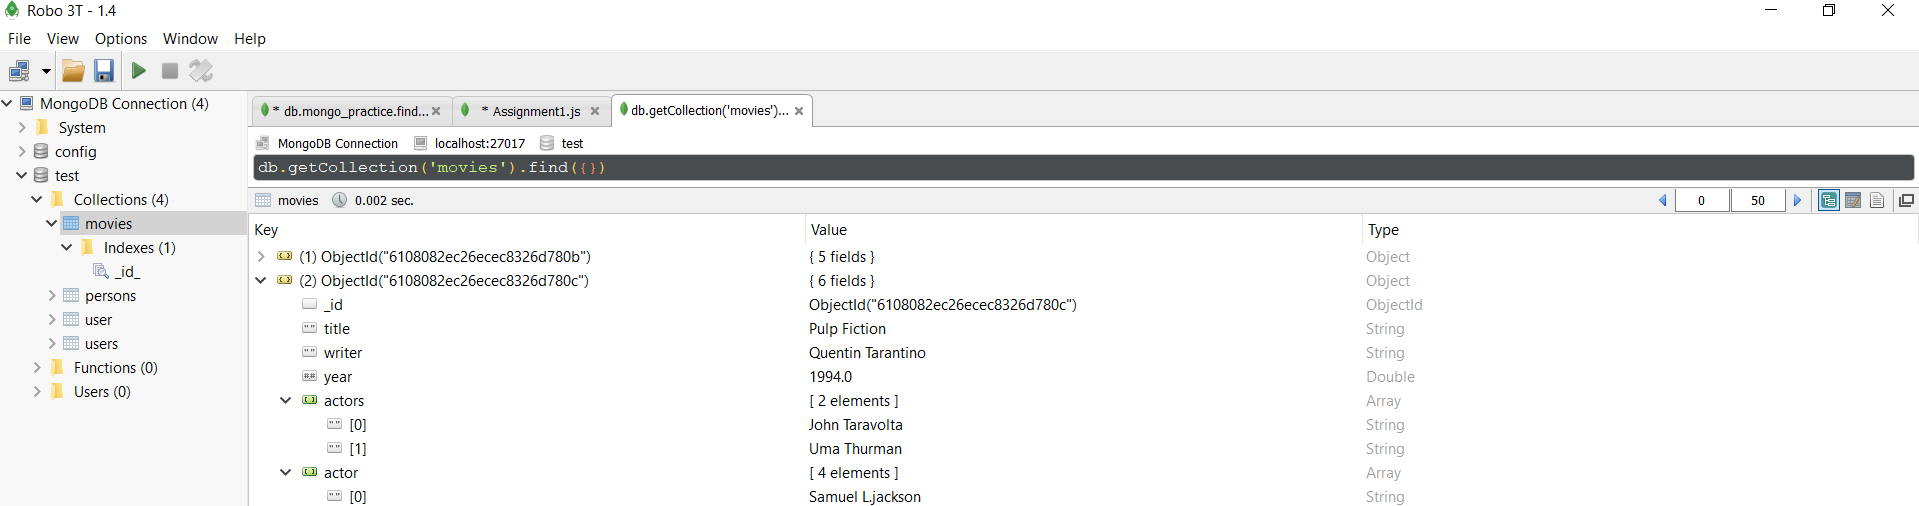 Robo 3T - 1.4
File View Options Window Help
MongoDB Connection (4)
System
config
test
Collections (4)
movies
Indexes (1)
_id_
persons
user
users
Functions (0)
Users (0)
* db.mongo_practice.find... * Assignment1.js db.getCollection('movies')...
MongoDB Connection localhost:27017 test
db.getCollection('movies').find({})
movies 0.002 sec. 0 50
Key Value Type
(1) ObjectId("6108082ec26ecec8326d780b") { 5 fields } Object
(2) ObjectId("6108082ec26ecec8326d780c") { 6 fields } Object
_id ObjectId("6108082ec26ecec8326d780c") ObjectId
title Pulp Fiction String
writer Quentin Tarantino String
year 1994.0 Double
actors [ 2 elements ] Array
[0] John Taravolta String
[1] Uma Thurman String
actor [ 4 elements ] Array
[0] Samuel L.jackson String